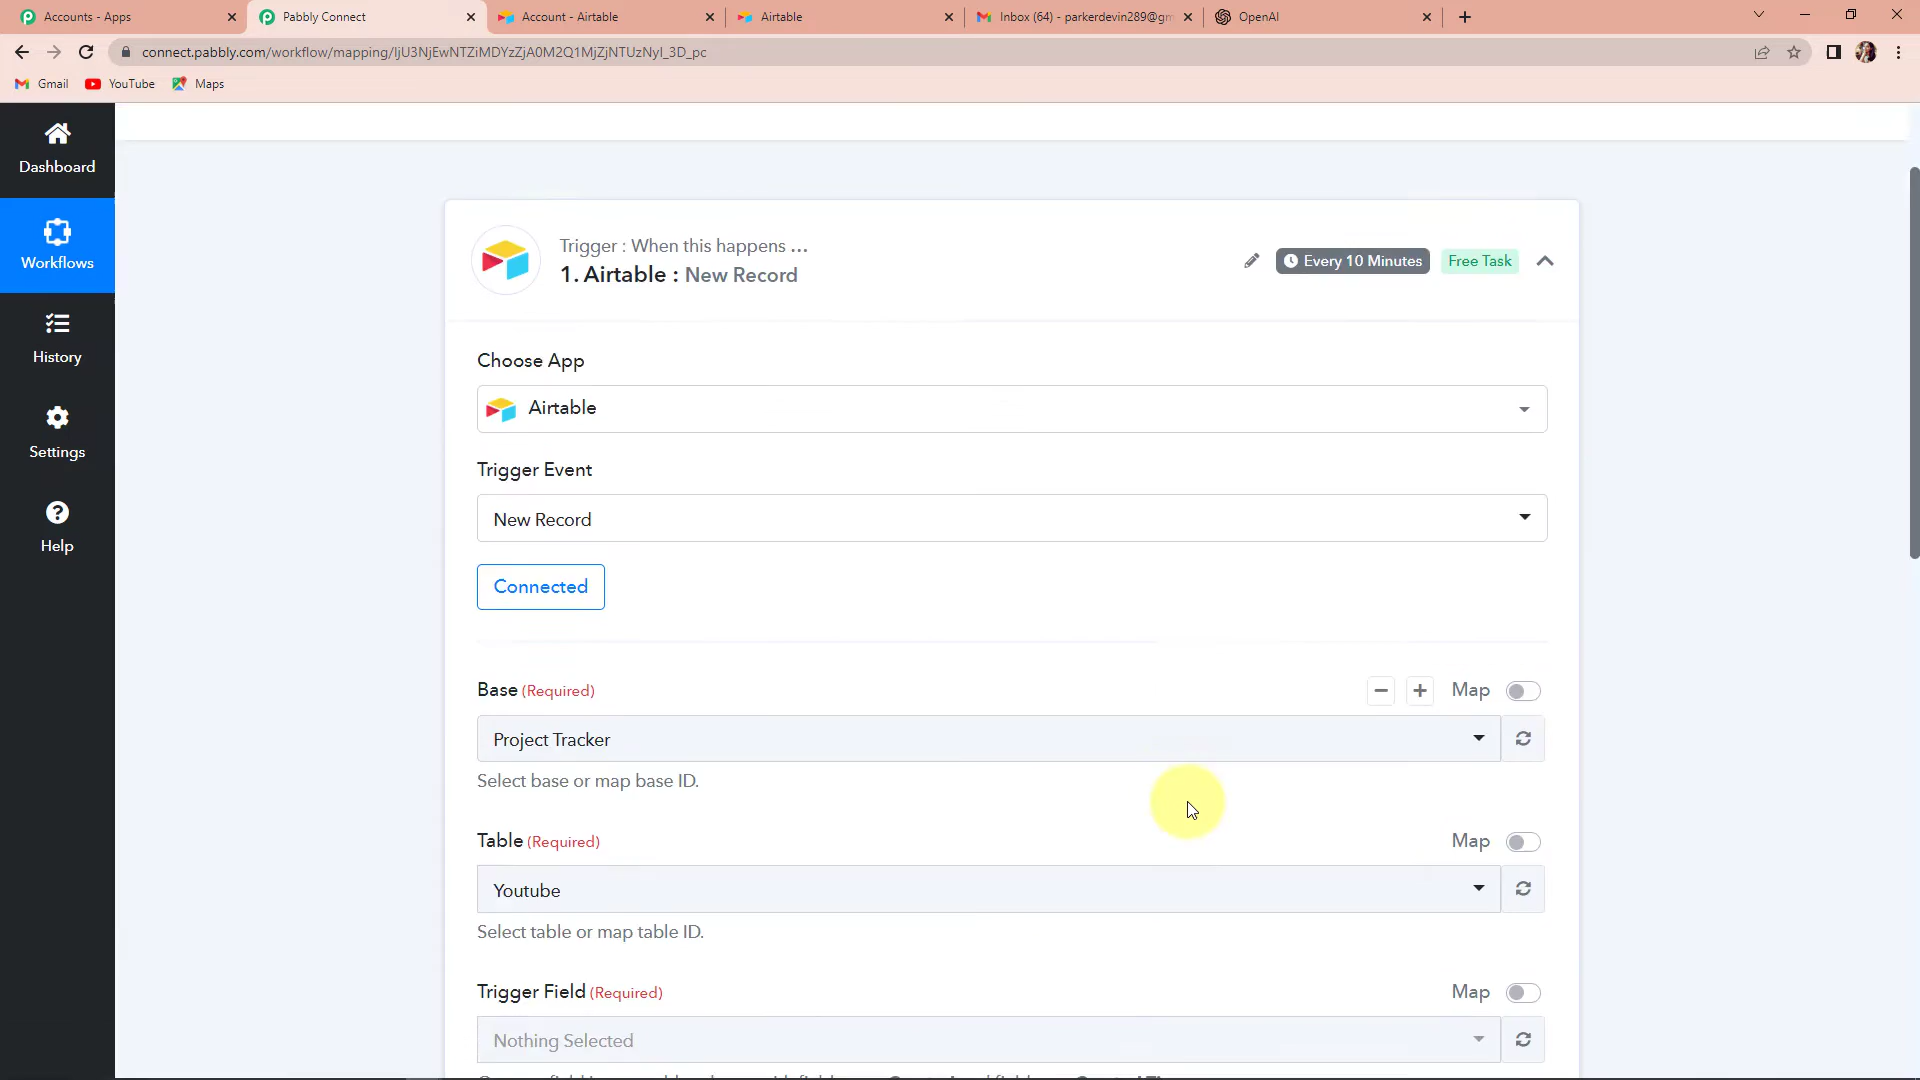 Accounts - Apps
Pabbly Connect
Account - Airtable
Airtable
Inbox (64) - parkerdevin289@gm
OpenAI
connect.pabbly.com/workflow/mapping/IjU3NjEwNTZiMDYzZjA0M2Q1MjZjNTUzNyI_3D_pc
Gmail
YouTube
Maps
Dashboard
Workflows
History
Settings
Help
Trigger : When this happens ...
1. Airtable : New Record
Every 10 Minutes
Free Task
Choose App
Airtable
Trigger Event
New Record
Connected
Base (Required)
Map
Project Tracker
Select base or map base ID.
Table (Required)
Map
Youtube
Select table or map table ID.
Trigger Field (Required)
Map
Nothing Selected